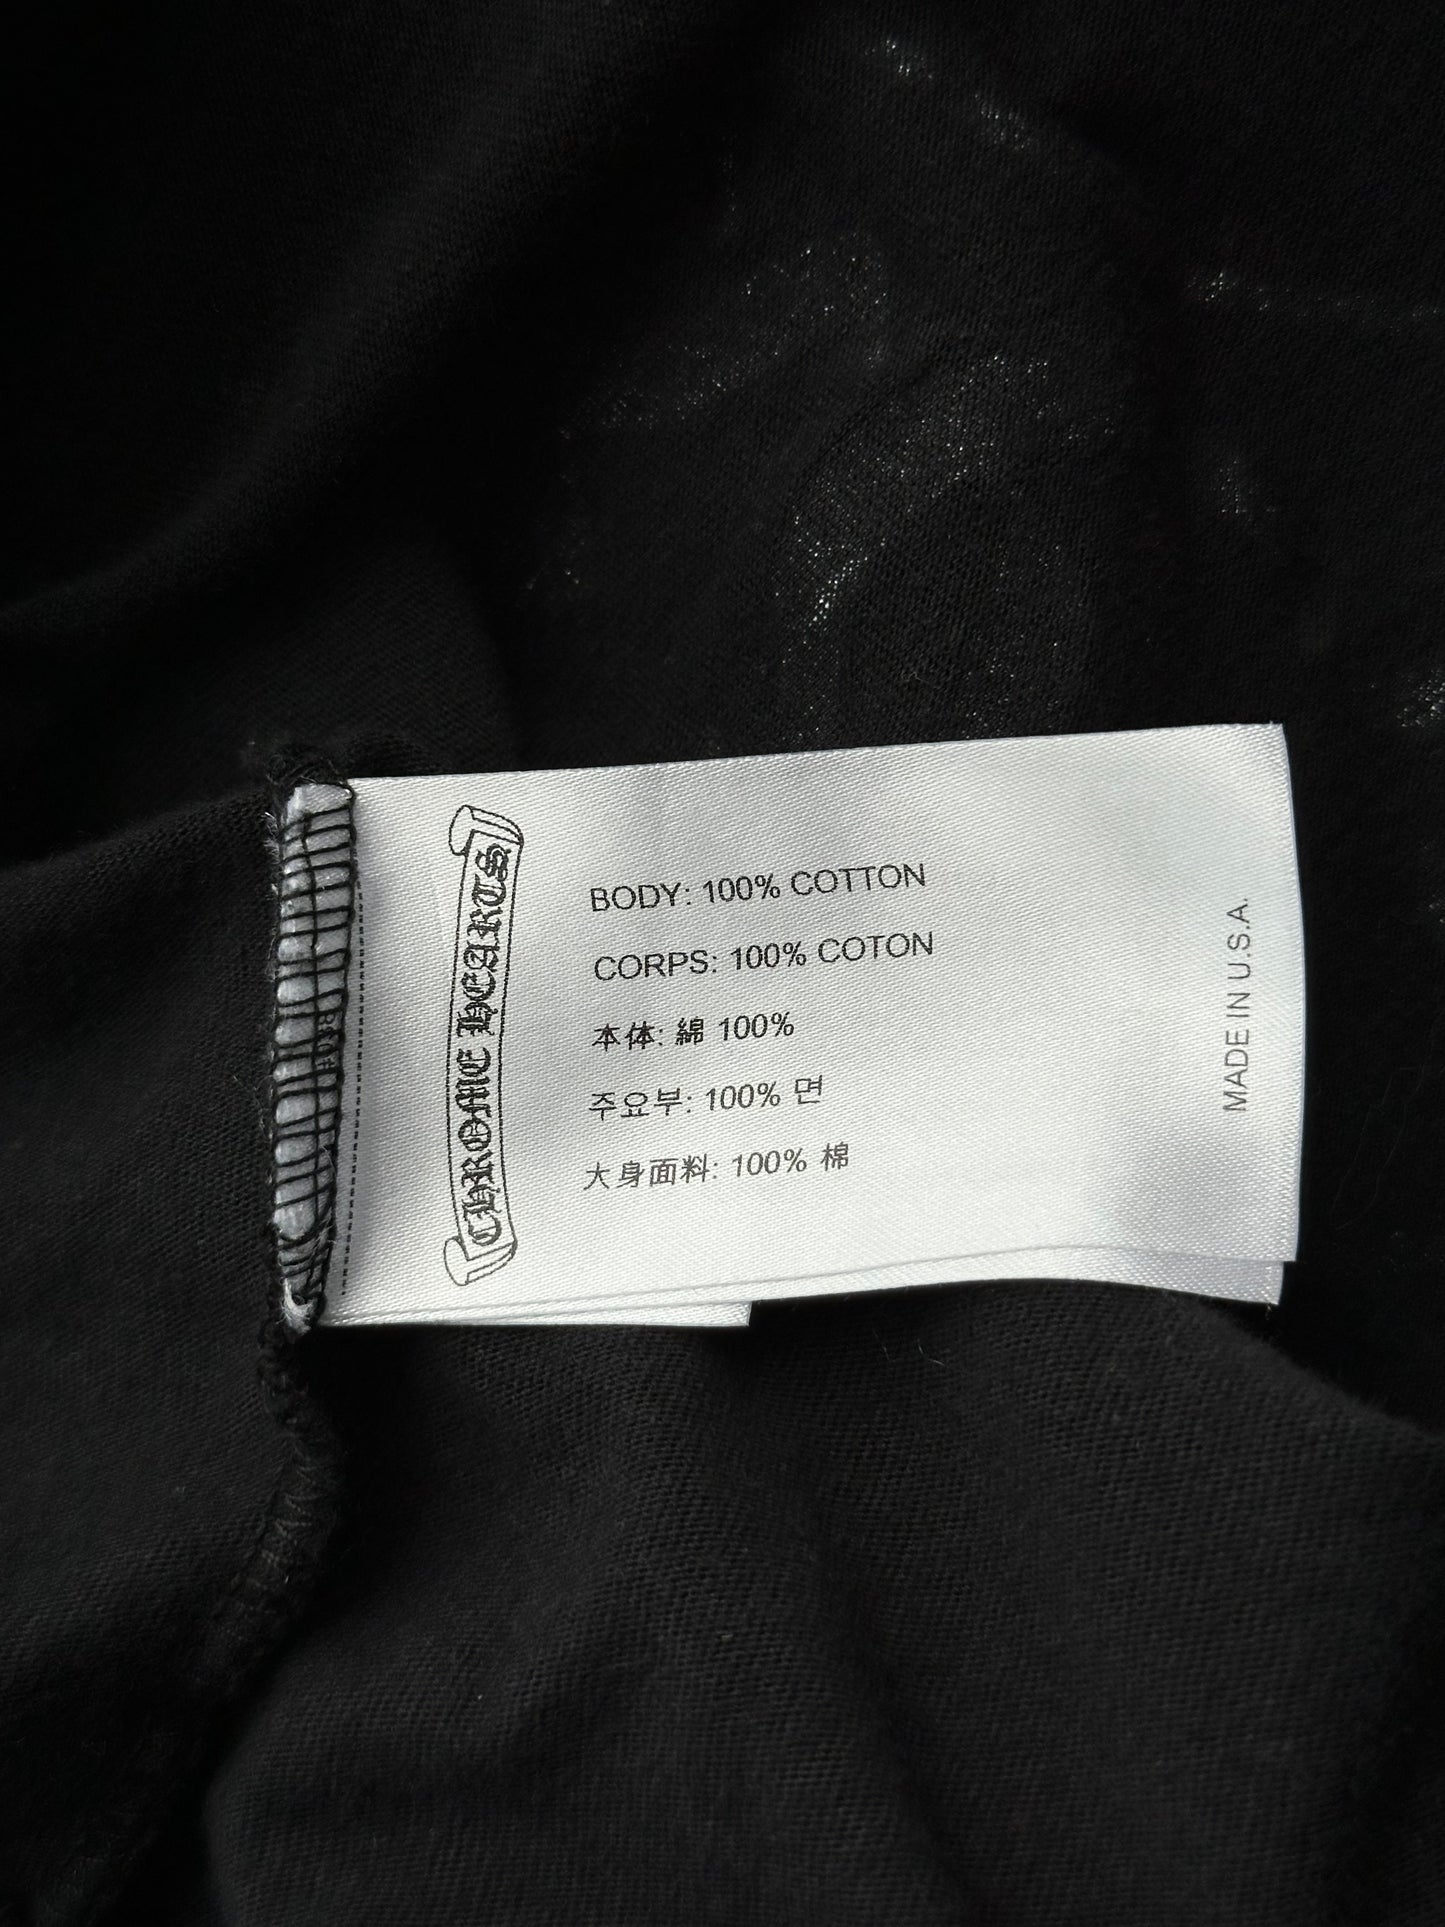 CHROME HEARTS
BODY: 100% COTTON
CORPS: 100% COTON
本体: 綿 100%
주요부: 100% 면
大身面料: 100% 棉
MADE IN U.S.A.